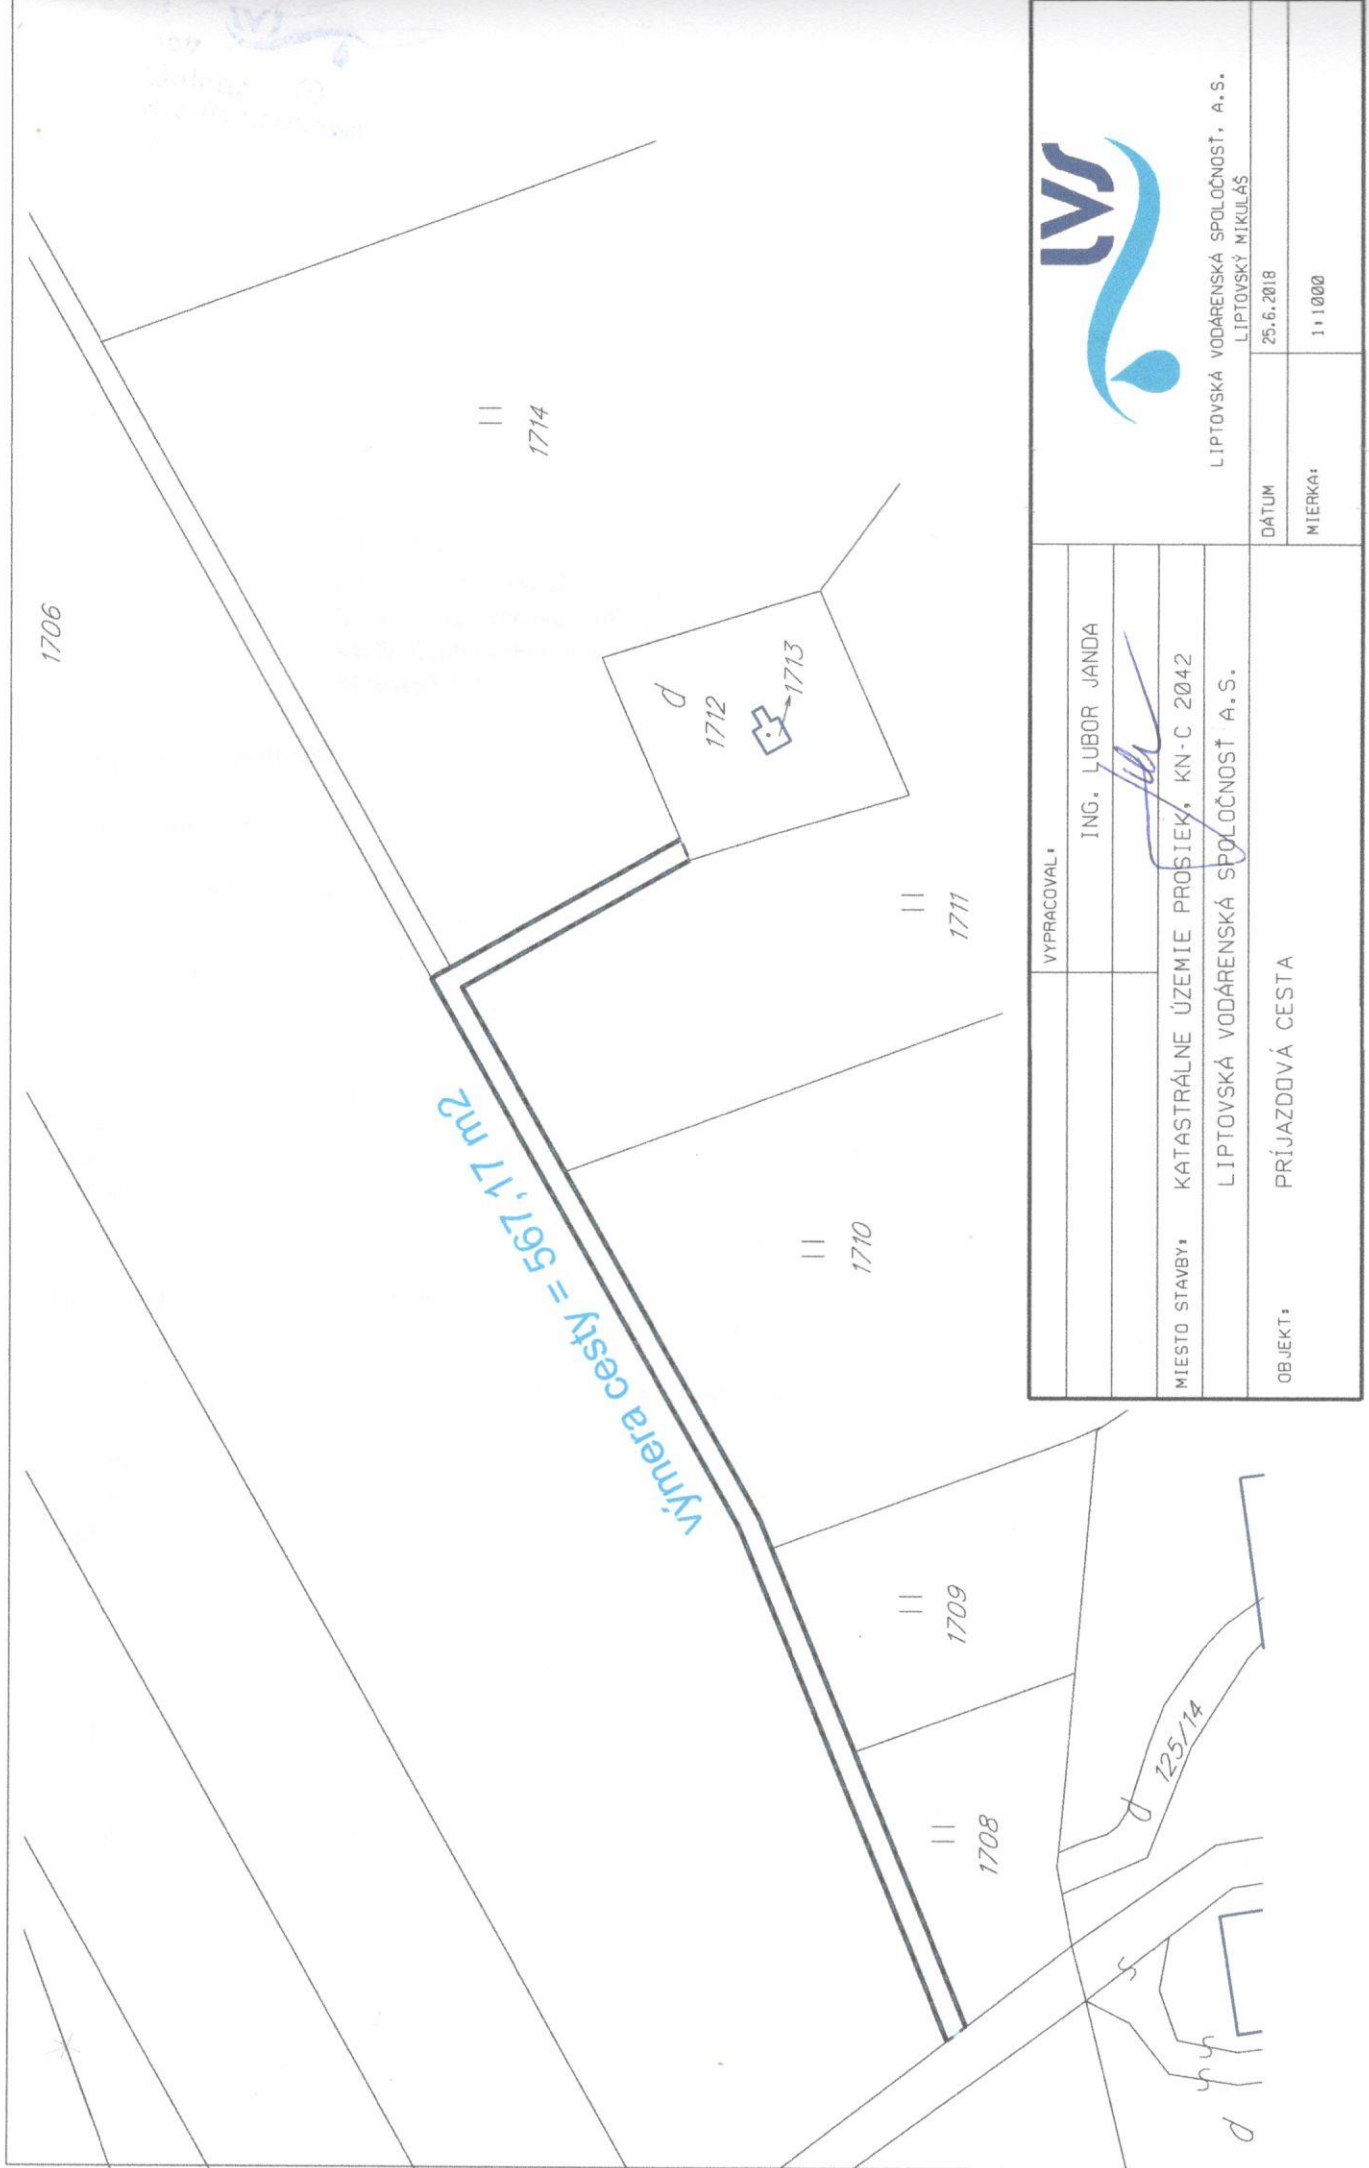 1706
1714
d
1712
1713
1711
výmera cesty = 567,17 m2
1710
1709
1708
125/14
d
s
s
s
d
LVS
LIPTOVSKÁ VODÁRENSKÁ SPOLOČNOSŤ, A.S.
LIPTOVSKÝ MIKULÁŠ
VYPRACOVAL:
ING. ĽUBOR JANDA
MIESTO STAVBY: KATASTRÁLNE ÚZEMIE PROSIEK, KN-C 2042
LIPTOVSKÁ VODÁRENSKÁ SPOLOČNOSŤ A.S.
DÁTUM 25.6.2018
OBJEKT: PRÍJAZDOVÁ CESTA
MIERKA: 1:1000